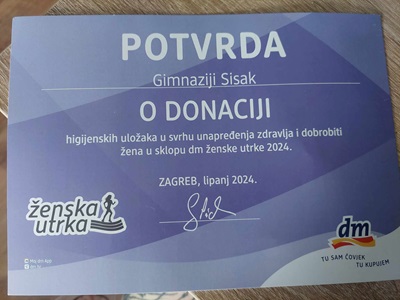 POTVRDA
Gimnaziji Sisak
O DONACIJI
higijenskih uložaka u svrhu unapređenja zdravlja i dobrobiti
žena u sklopu dm ženske utrke 2024.
ZAGREB, lipanj 2024.
ženska
utrka
dm
TU SAM ČOVJEK
TU KUPUJEM